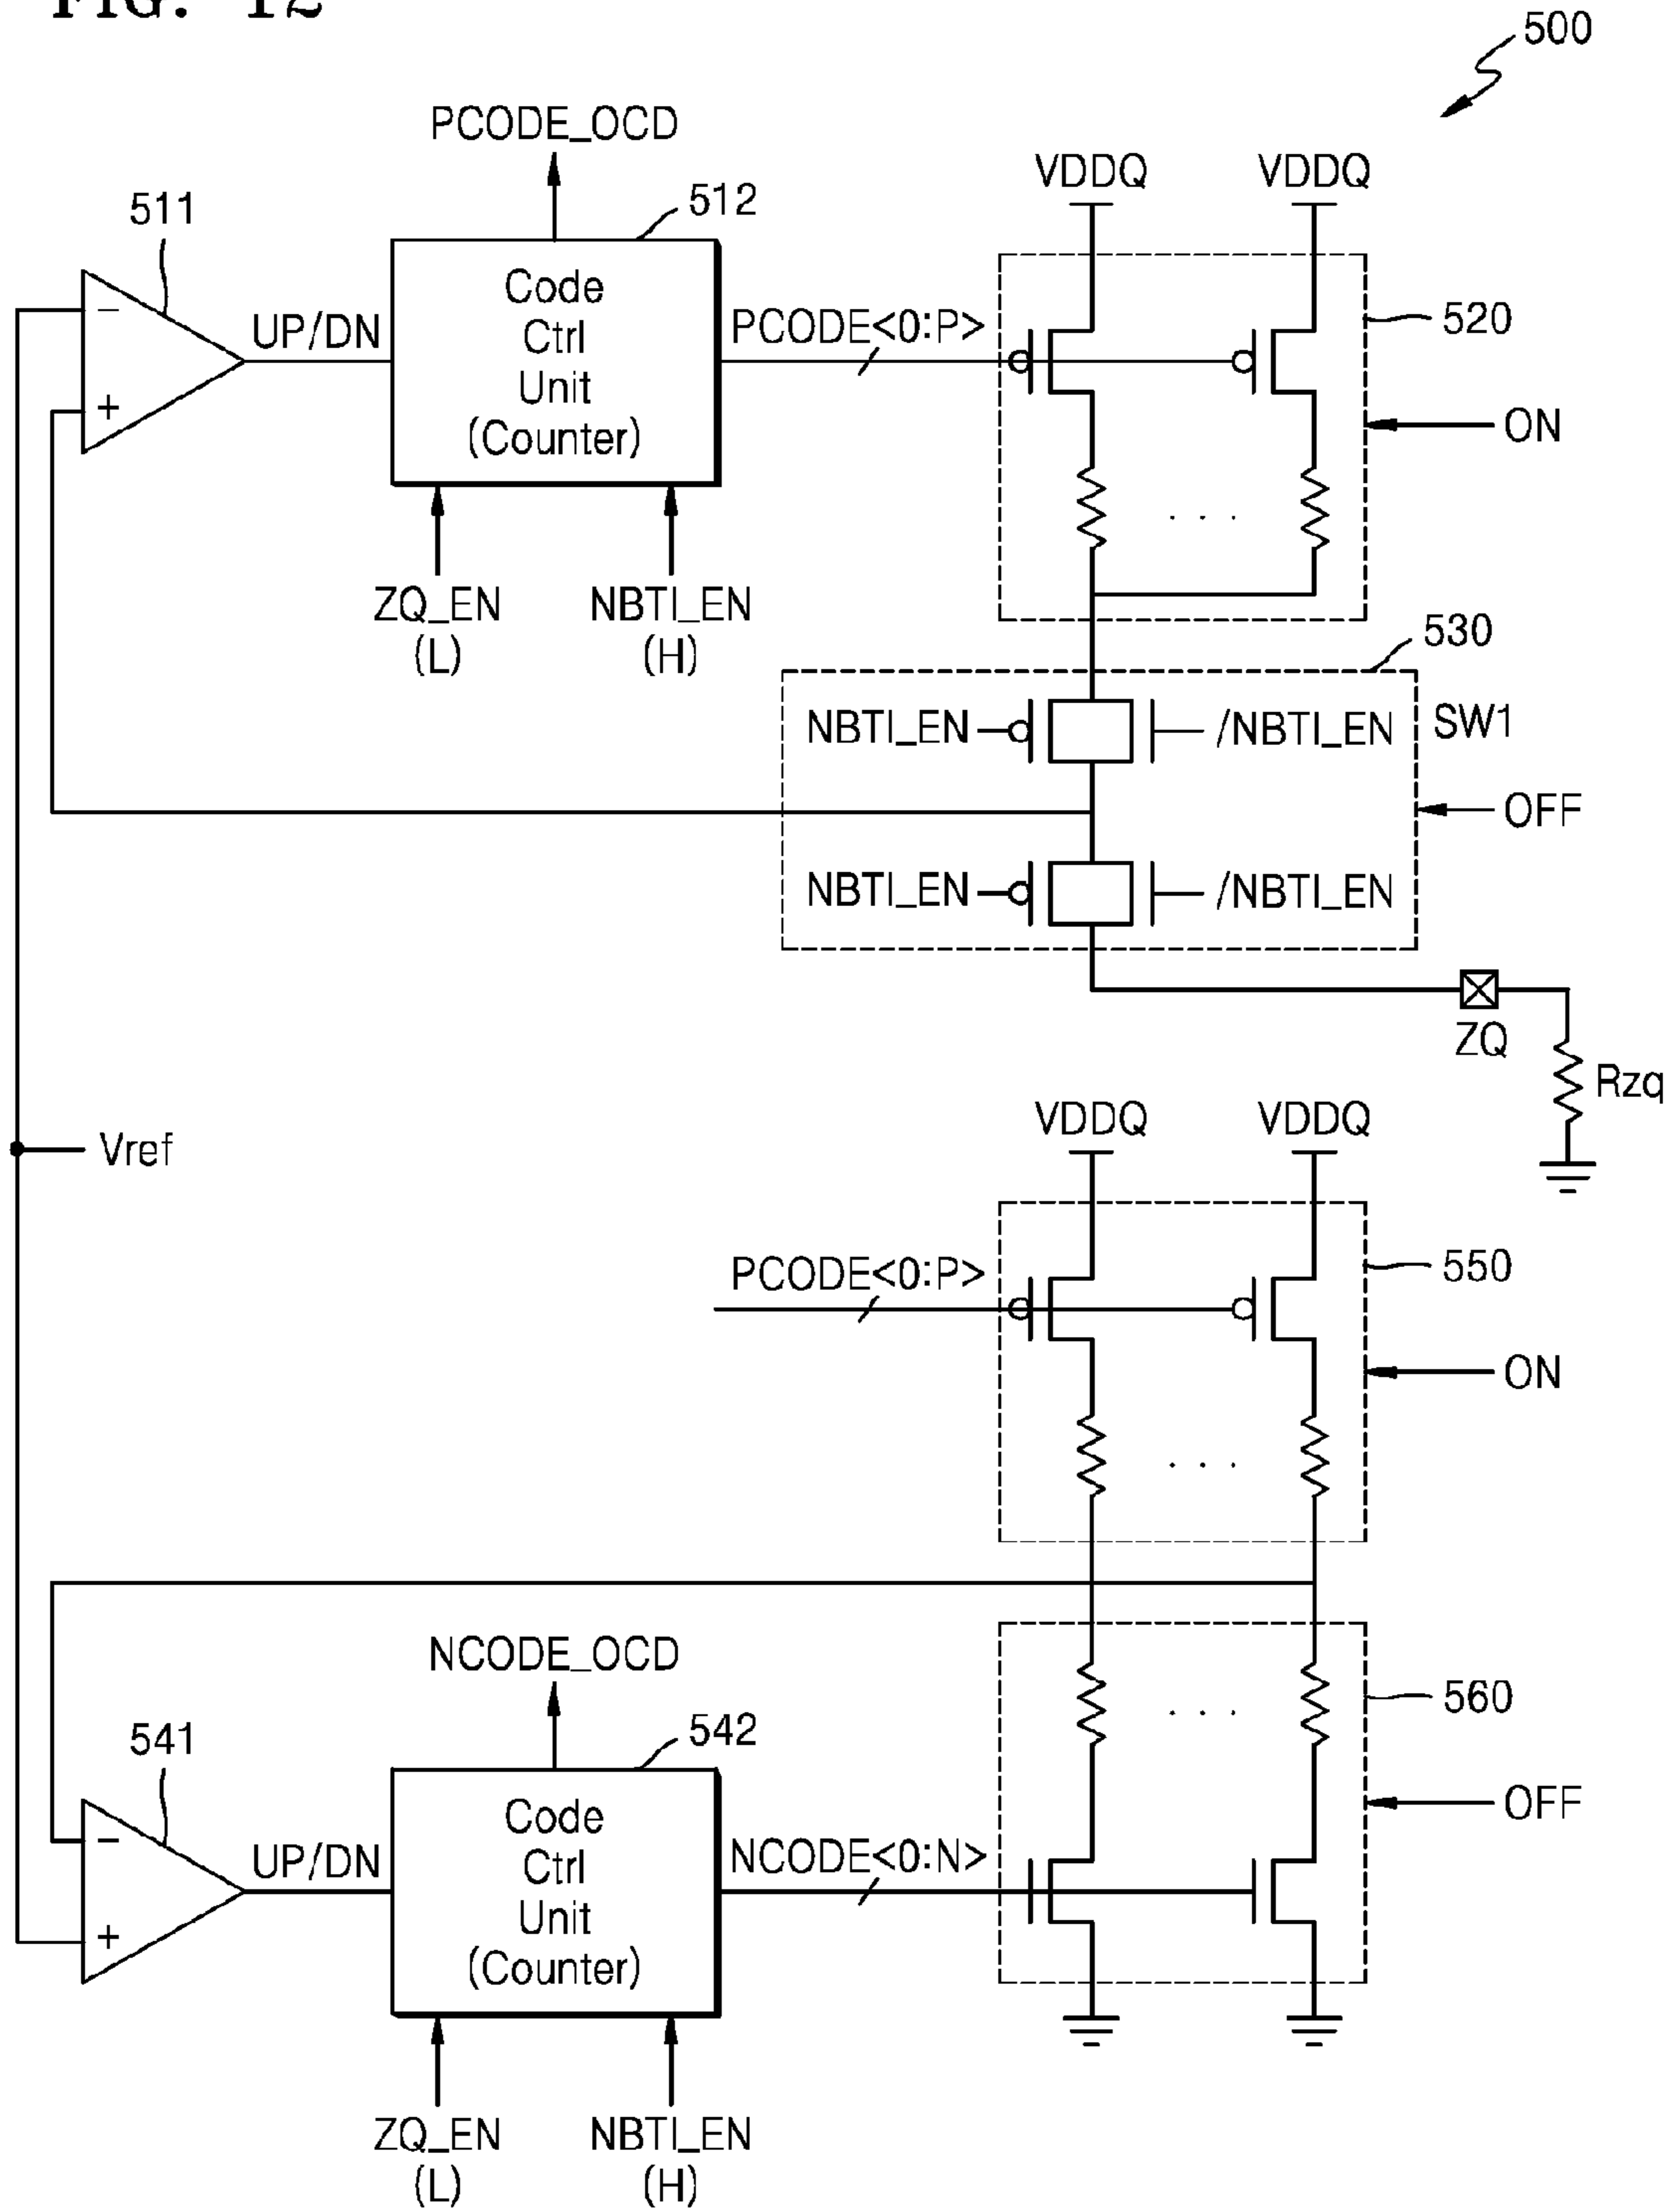 FIG. 12
500
PCODE_OCD
VDDQ VDDQ
511
512
Code
Ctrl
Unit
(Counter)
−
+
UP/DN
PCODE<0:P>
520
ON
. . .
ZQ_EN
(L)
NBTI_EN
(H)
530
NBTI_EN
/NBTI_EN
SW1
OFF
NBTI_EN
/NBTI_EN
ZQ
Rzq
Vref
VDDQ VDDQ
PCODE<0:P>
550
ON
. . .
NCODE_OCD
541
542
560
. . .
OFF
Code
Ctrl
Unit
(Counter)
−
+
UP/DN
NCODE<0:N>
ZQ_EN
(L)
NBTI_EN
(H)